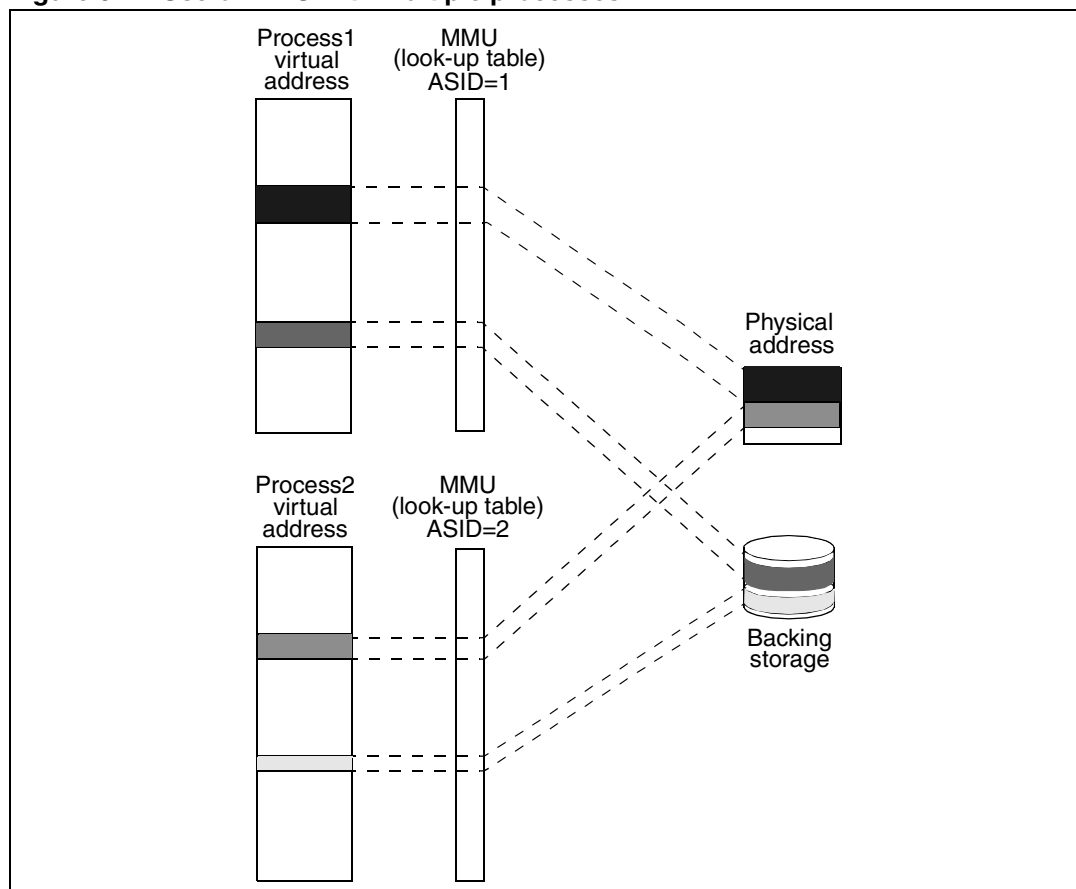 Process1
virtual
address
MMU
(look-up table)
ASID=1
Physical
address
Process2
virtual
address
MMU
(look-up table)
ASID=2
Backing
storage